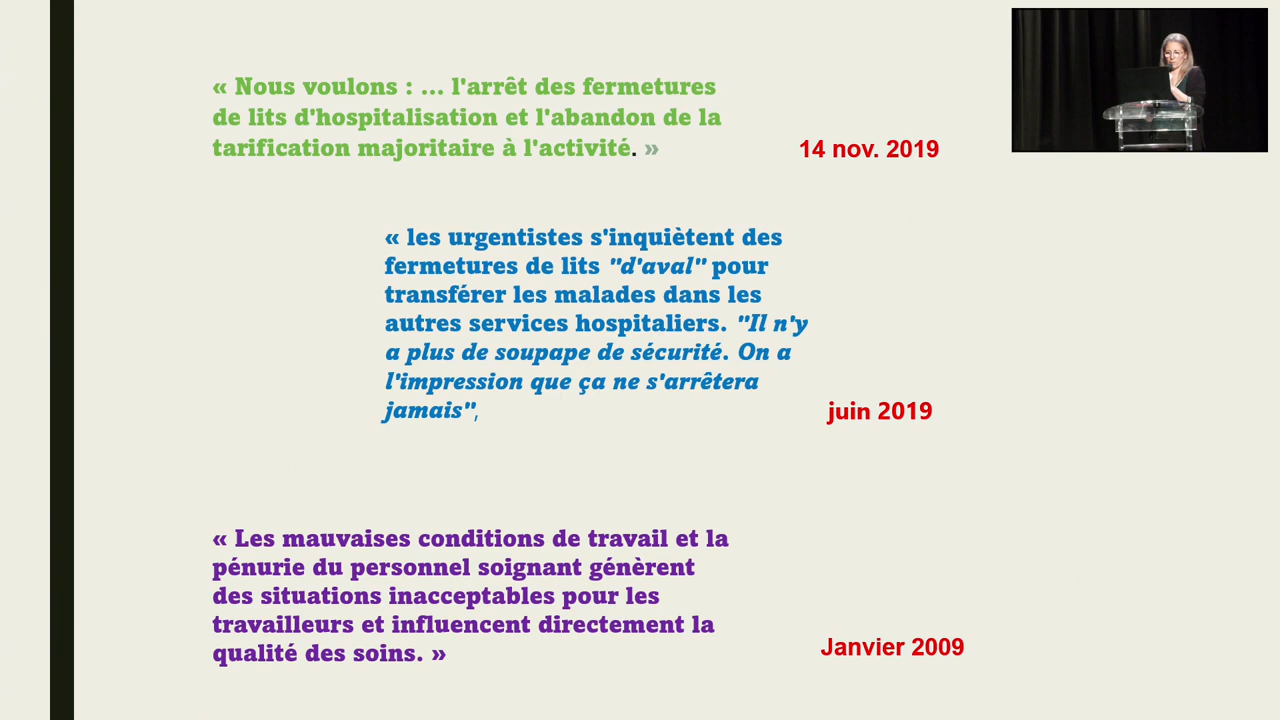 « Nous voulons : ... l'arrêt des fermetures
de lits d'hospitalisation et l'abandon de la
tarification majoritaire à l'activité. »
14 nov. 2019
« les urgentistes s'inquiètent des
fermetures de lits "d'aval" pour
transférer les malades dans les
autres services hospitaliers. "Il n'y
a plus de soupape de sécurité. On a
l'impression que ça ne s'arrêtera
jamais",
juin 2019
« Les mauvaises conditions de travail et la
pénurie du personnel soignant génèrent
des situations inacceptables pour les
travailleurs et influencent directement la
qualité des soins. »
Janvier 2009